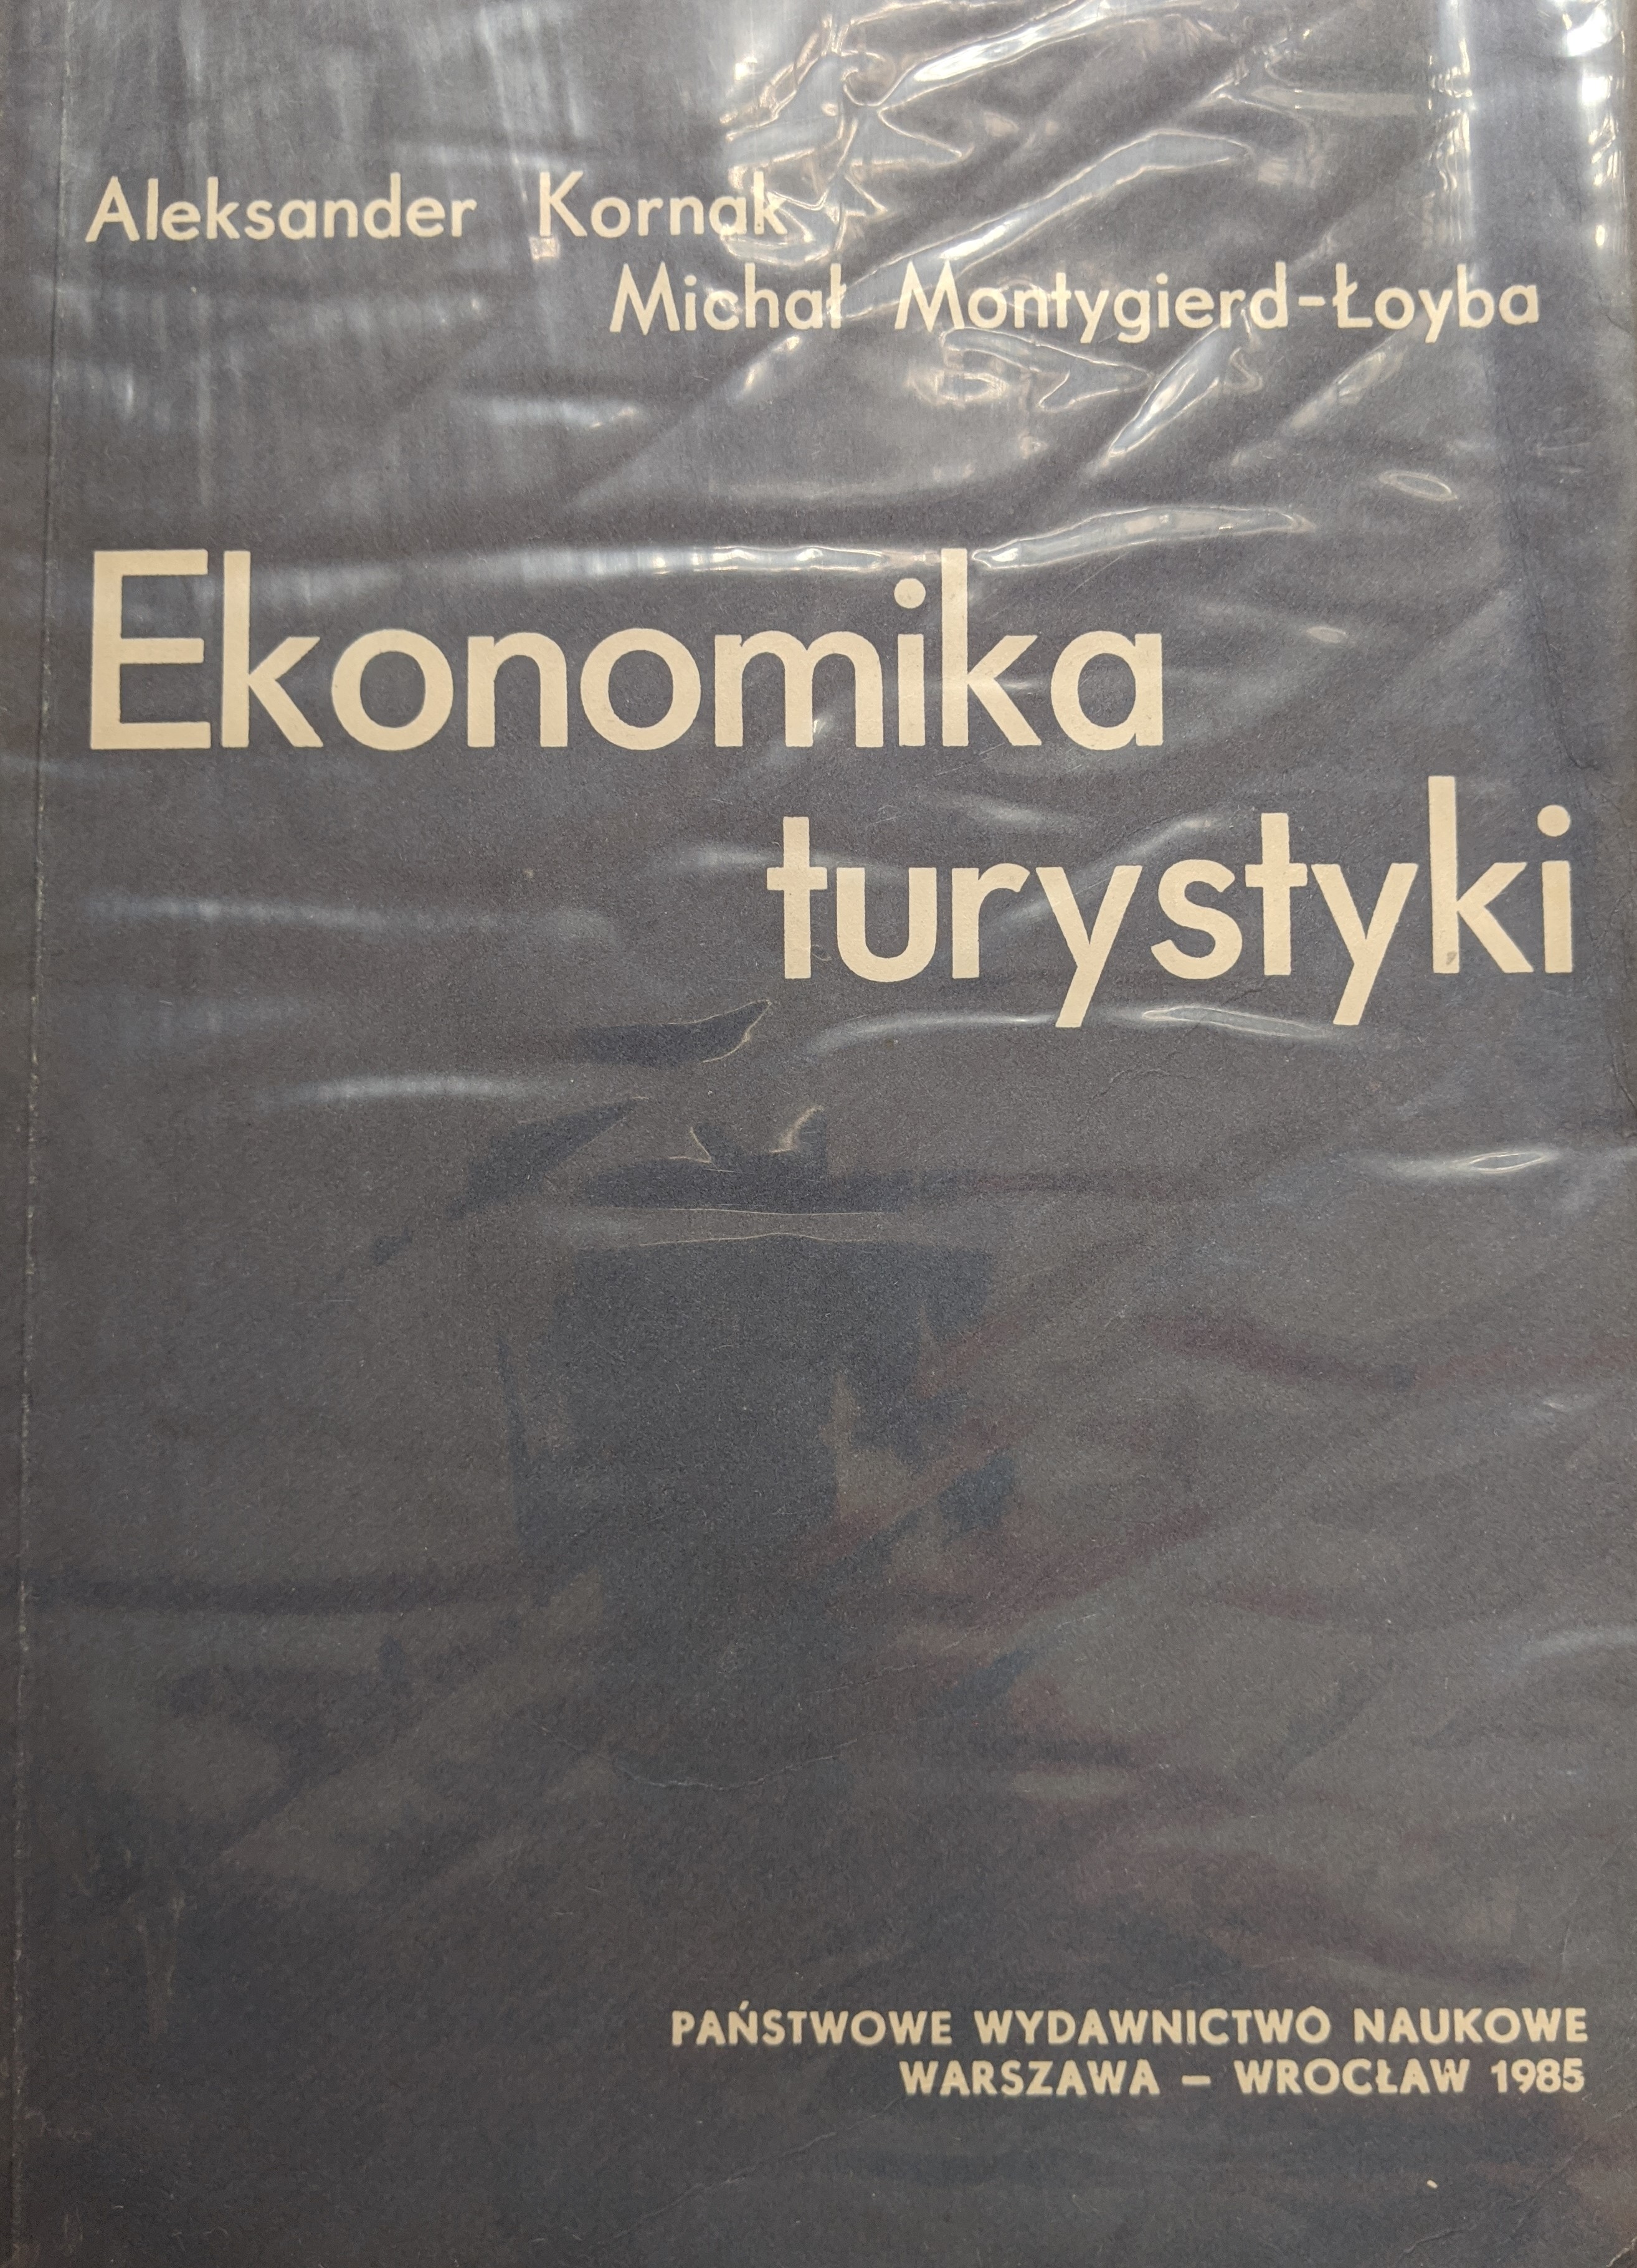 Aleksander Kornak
Michał Montygierd-Łoyba
Ekonomika
turystyki
PAŃSTWOWE WYDAWNICTWO NAUKOWE
WARSZAWA – WROCŁAW 1985